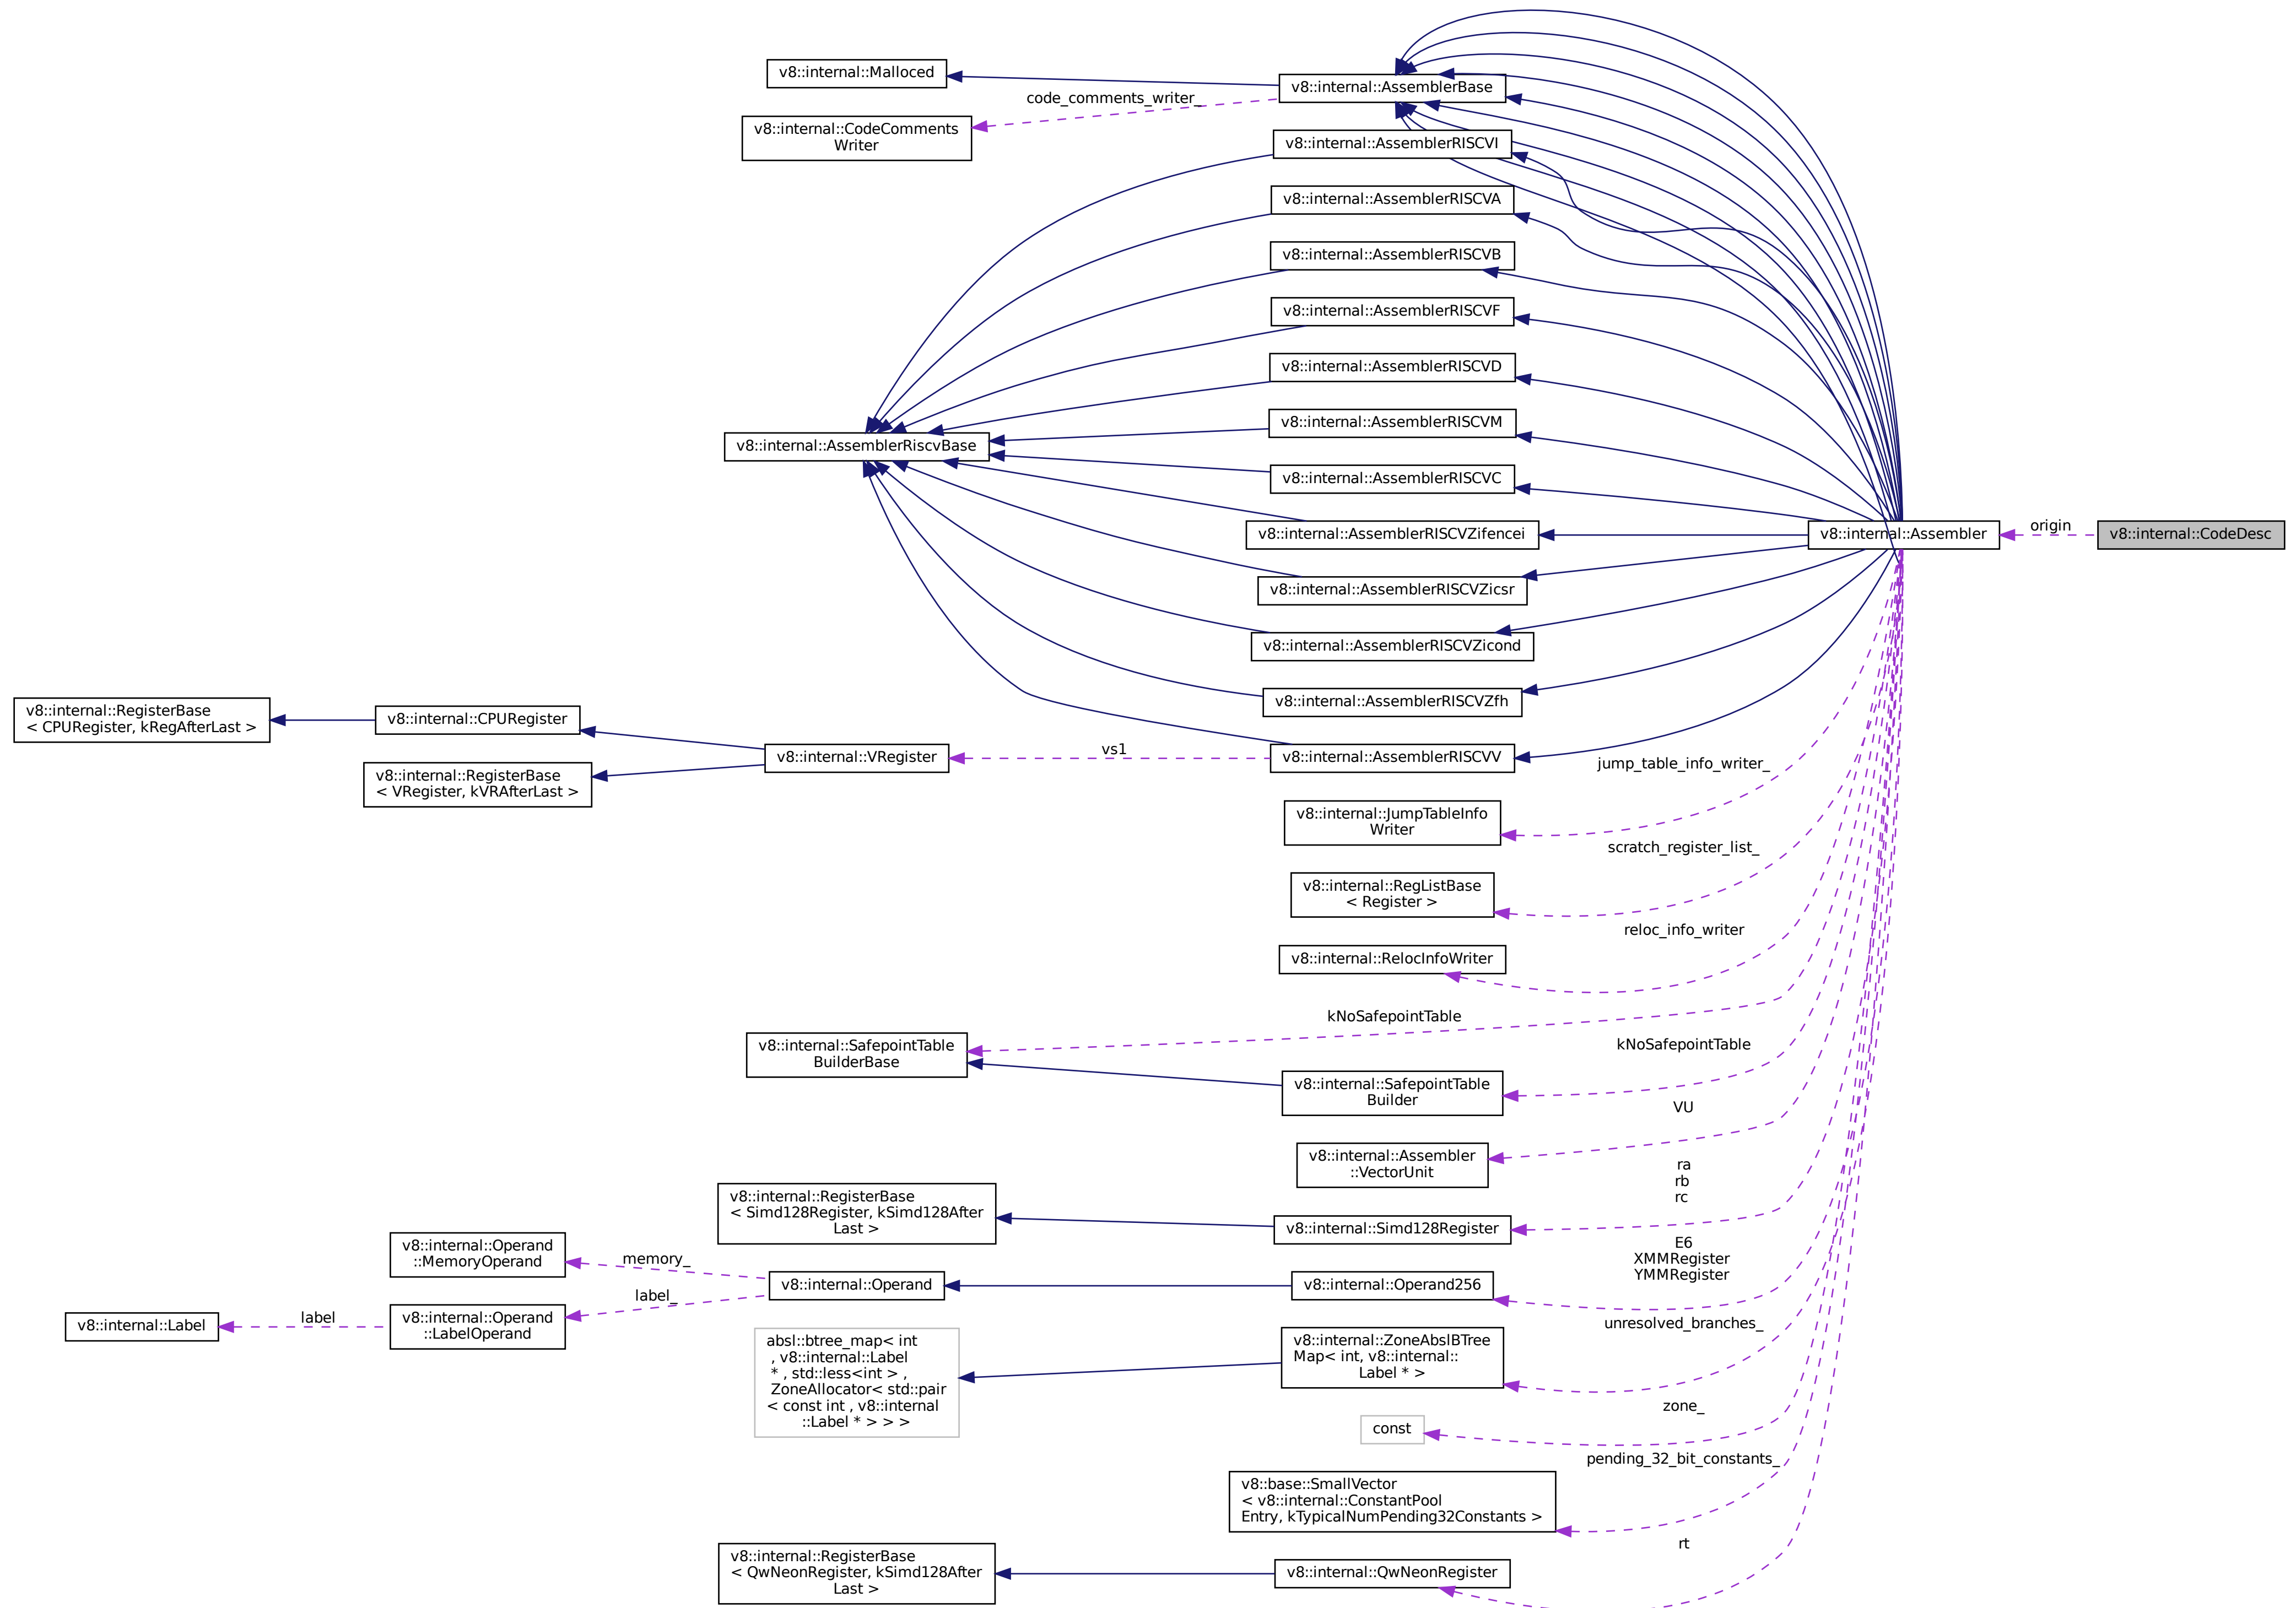 v8::internal::Malloced
v8::internal::AssemblerBase
code_comments_writer_
v8::internal::CodeComments
Writer
v8::internal::AssemblerRISCVI
v8::internal::AssemblerRISCVA
v8::internal::AssemblerRISCVB
v8::internal::AssemblerRISCVF
v8::internal::AssemblerRISCVD
v8::internal::AssemblerRISCVM
v8::internal::AssemblerRiscvBase
v8::internal::AssemblerRISCVC
v8::internal::AssemblerRISCVZifencei
v8::internal::Assembler
origin
v8::internal::CodeDesc
v8::internal::AssemblerRISCVZicsr
v8::internal::AssemblerRISCVZicond
v8::internal::AssemblerRISCVZfh
v8::internal::RegisterBase
< CPURegister, kRegAfterLast >
v8::internal::CPURegister
v8::internal::VRegister
vs1
v8::internal::AssemblerRISCVV
v8::internal::RegisterBase
< VRegister, kVRAfterLast >
jump_table_info_writer_
v8::internal::JumpTableInfo
Writer
scratch_register_list_
v8::internal::RegListBase
< Register >
reloc_info_writer
v8::internal::RelocInfoWriter
kNoSafepointTable
v8::internal::SafepointTable
BuilderBase
kNoSafepointTable
v8::internal::SafepointTable
Builder
VU
v8::internal::Assembler
::VectorUnit
ra
rb
rc
v8::internal::RegisterBase
< Simd128Register, kSimd128After
Last >
v8::internal::Simd128Register
E6
XMMRegister
YMMRegister
v8::internal::Operand
::MemoryOperand
memory_
v8::internal::Operand
v8::internal::Operand256
label_
v8::internal::Label
label
v8::internal::Operand
::LabelOperand
unresolved_branches_
absl::btree_map< int
, v8::internal::Label
* , std::less<int > ,
ZoneAllocator< std::pair
< const int , v8::internal
::Label * > > >
v8::internal::ZoneAbslBTree
Map< int, v8::internal::
Label * >
zone_
const
pending_32_bit_constants_
v8::base::SmallVector
< v8::internal::ConstantPool
Entry, kTypicalNumPending32Constants >
rt
v8::internal::RegisterBase
< QwNeonRegister, kSimd128After
Last >
v8::internal::QwNeonRegister